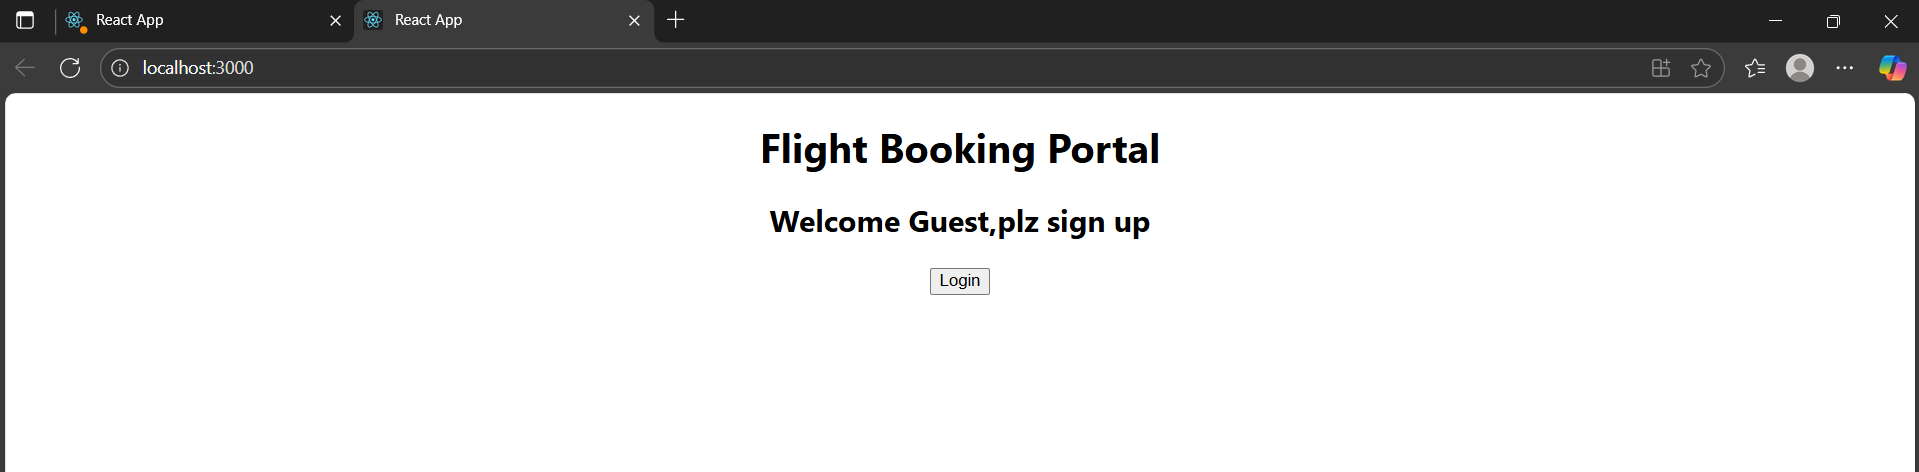 React App
React App
localhost:3000
Flight Booking Portal
Welcome Guest,plz sign up
Login